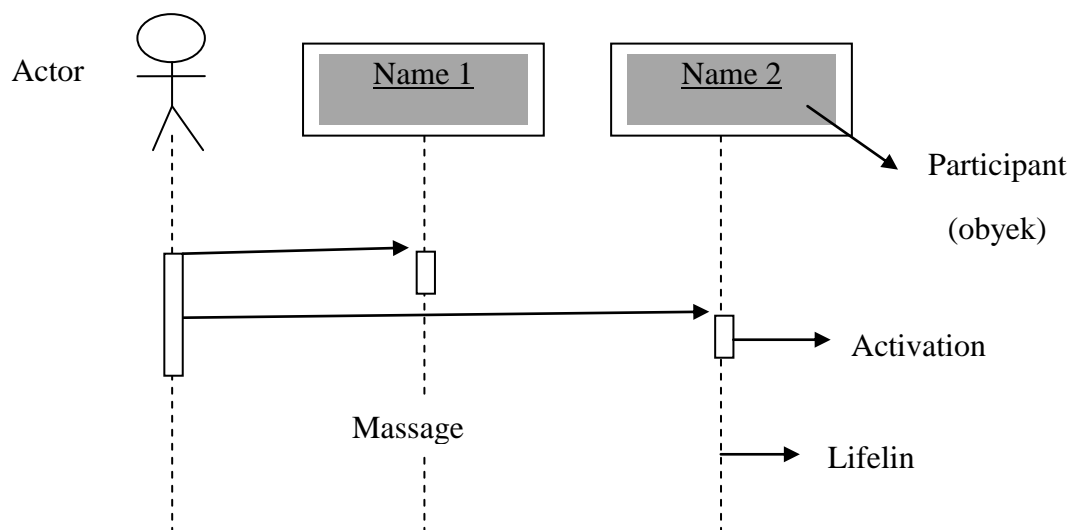 Actor
Name 1
Name 2
Participant
(obyek)
Activation
Massage
Lifelin